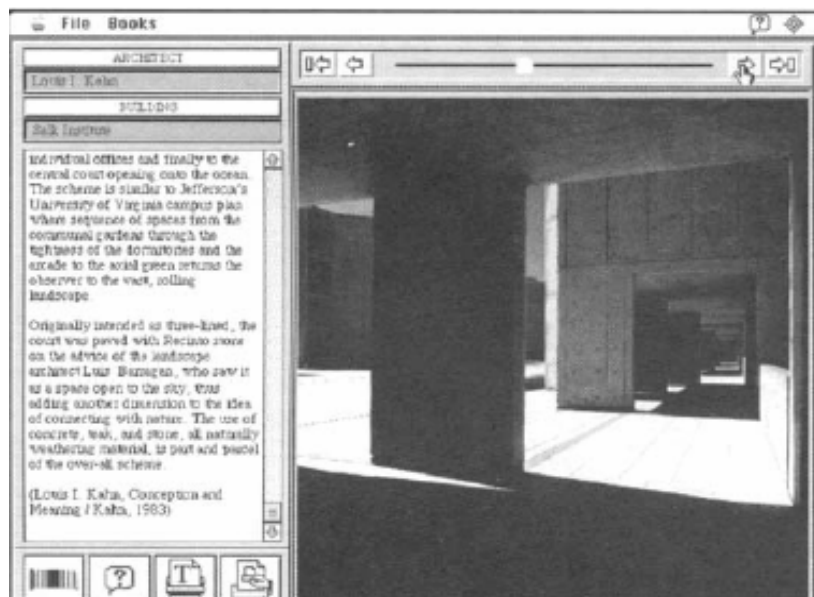 File Books
ARCHITECT
Louis I. Kahn
BUILDING
Salk Institute
individual offices and finally to the
central court opening onto the ocean.
The scheme is similar to Jefferson's
University of Virginia campus plan
where sequence of spaces from the
communal gardens through the
tightness of the dormitories and the
arcade to the axial green returns the
observer to the vast, rolling
landscape.
Originally intended as three-lined, the
court was paved with Recinto stone
on the advice of the landscape
architect Luis Barragan, who saw it
as a space open to the sky, thus
adding another dimension to the idea
of connecting with nature. The use of
concrete, teak, and stone, all naturally
weathering material, is part and parcel
of the over-all scheme.
(Louis I. Kahn, Conception and
Meaning / Kahn, 1983)
T